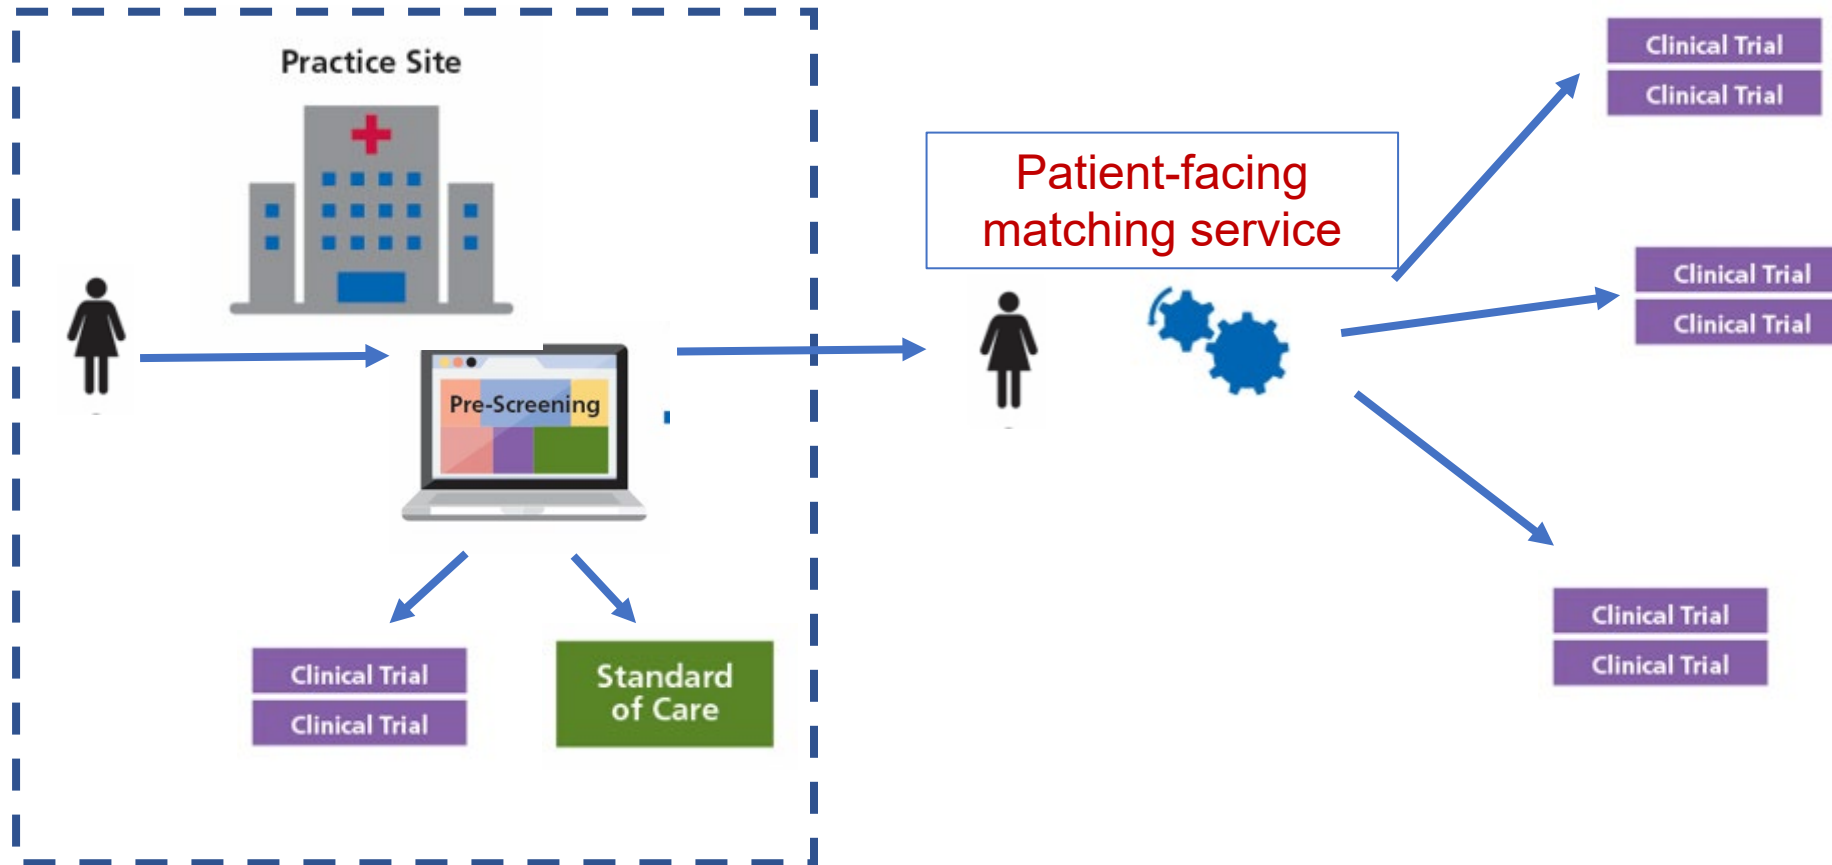 Practice Site
Pre-Screening
Clinical Trial
Clinical Trial
Standard
of Care
Patient-facing
matching service
Clinical Trial
Clinical Trial
Clinical Trial
Clinical Trial
Clinical Trial
Clinical Trial